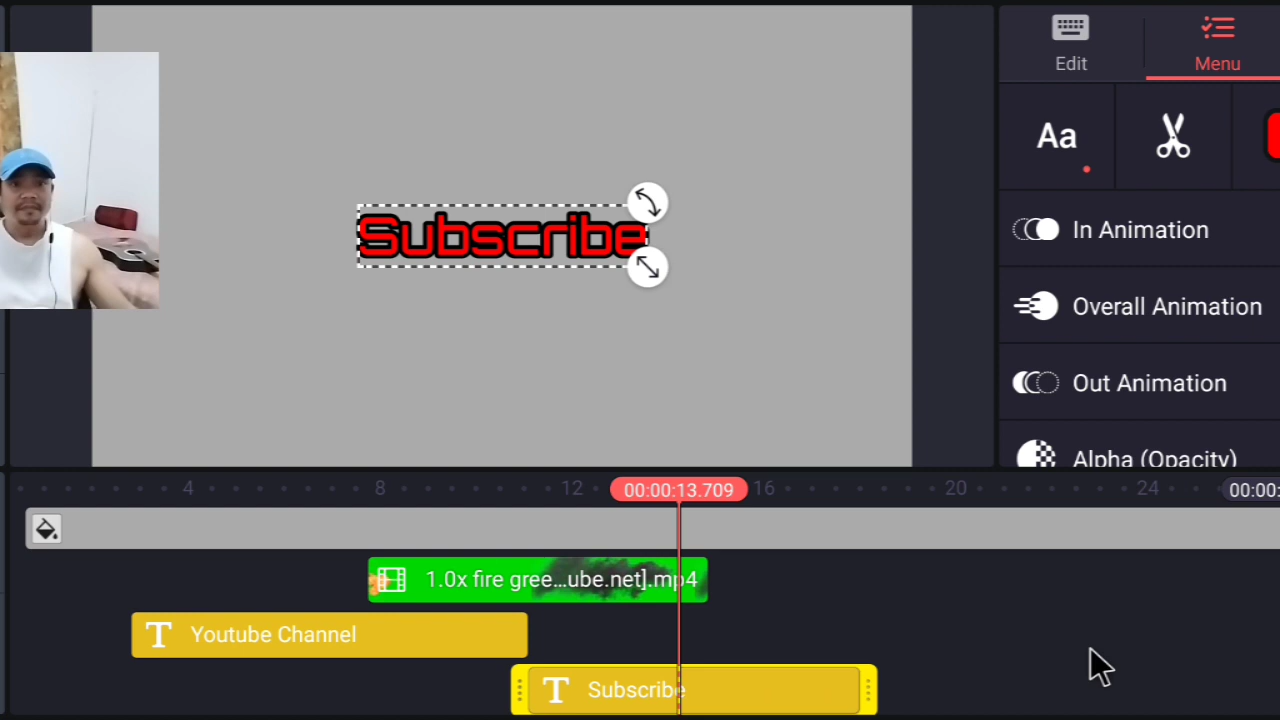 Edit
Menu
Aa
Subscribe
In Animation
Overall Animation
Out Animation
Alpha (Opacity)
4
8
12
00:00:13.709
16
20
24
00:00:
1.0x fire gree...ube.net].mp4
T Youtube Channel
T Subscribe